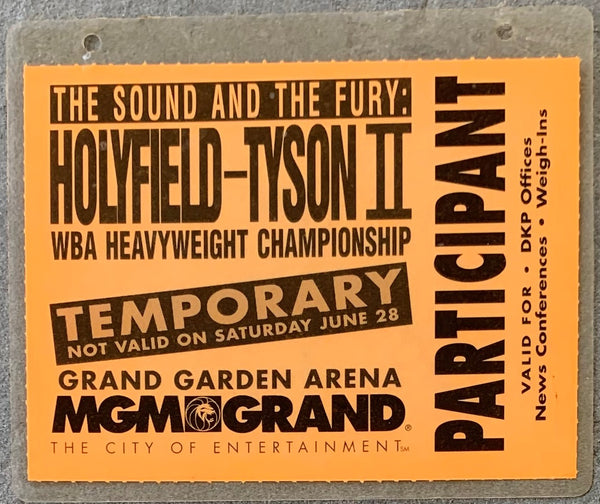 THE SOUND AND THE FURY:
HOLYFIELD–TYSON II
WBA HEAVYWEIGHT CHAMPIONSHIP
TEMPORARY
NOT VALID ON SATURDAY JUNE 28
GRAND GARDEN ARENA
MGM GRAND®
THE CITY OF ENTERTAINMENT℠
PARTICIPANT
VALID FOR • DKP Offices
News Conferences • Weigh-Ins